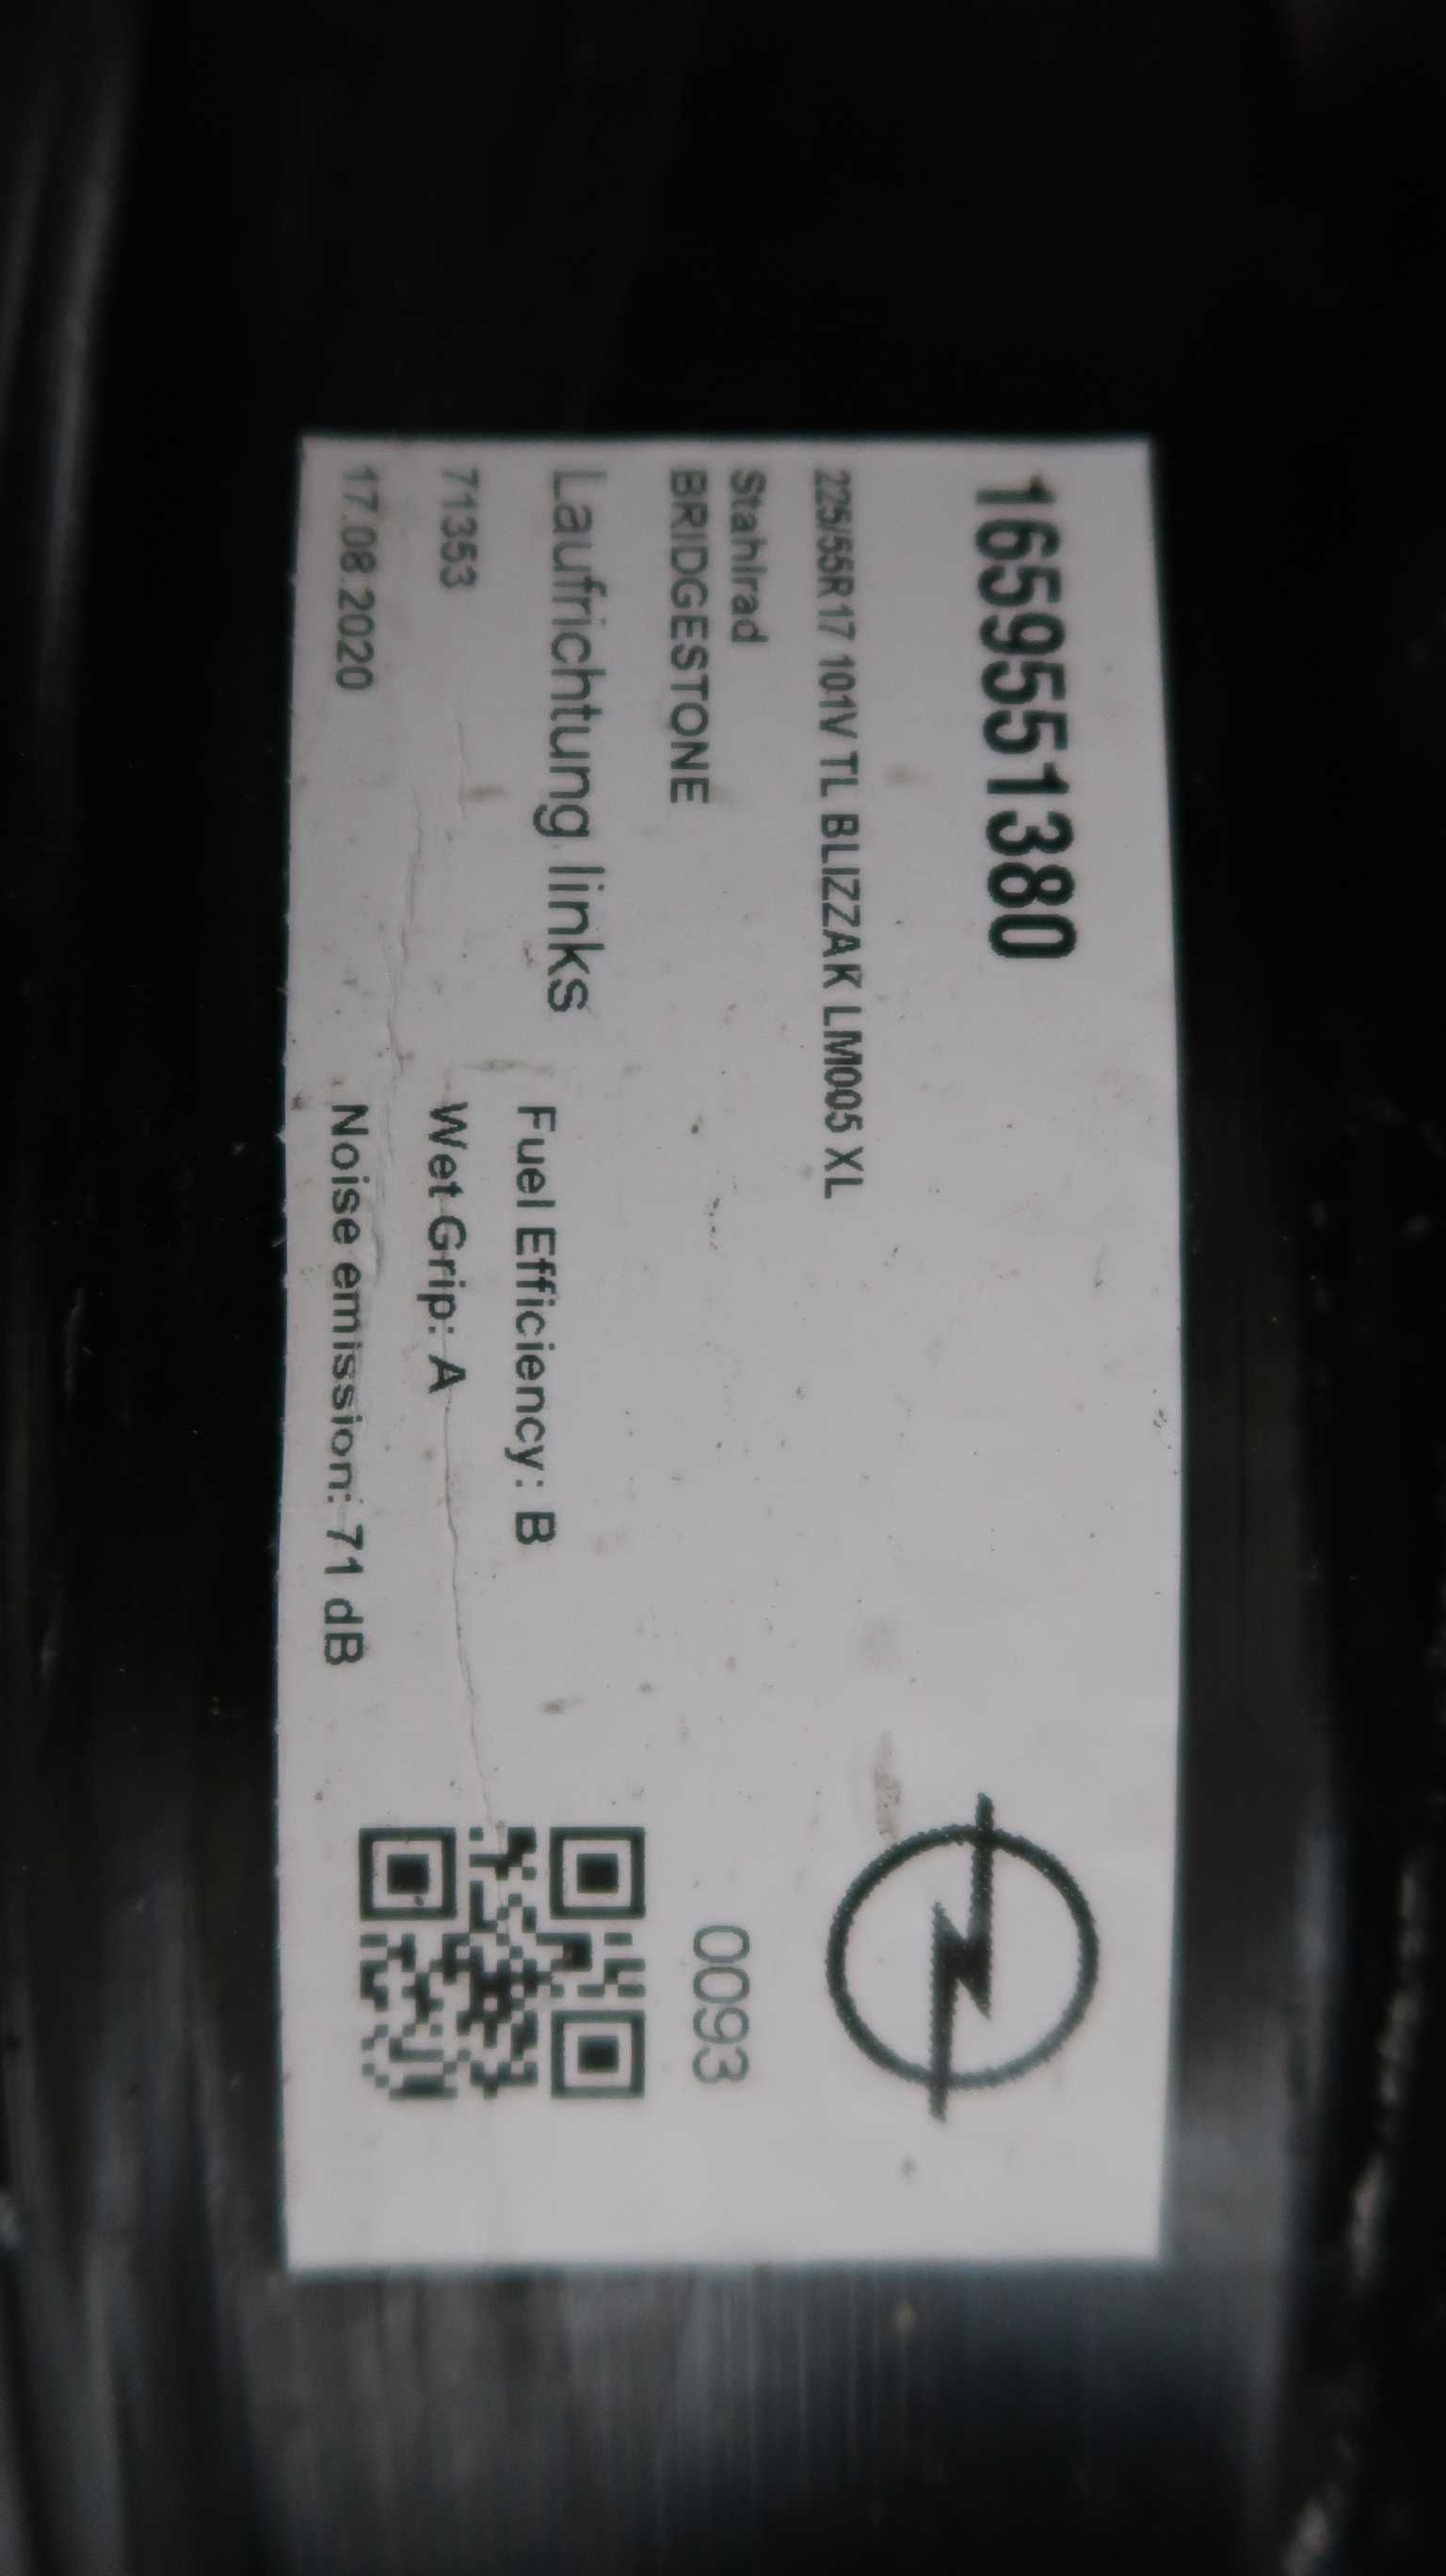 1659551380
225/55R17 101V TL BLIZZAK LM005 XL
Stahlrad
BRIDGESTONE
0093
Laufrichtung links
Fuel Efficiency: B
71353
Wet Grip: A
17.08.2020
Noise emission: 71 dB